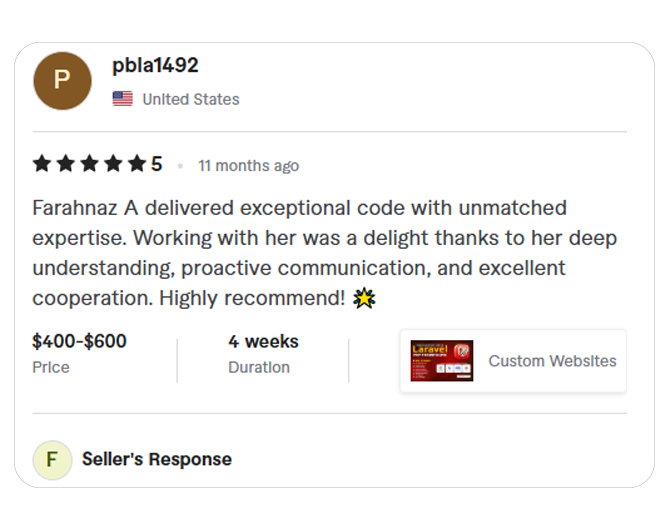 P
pbla1492
United States
5
11 months ago
Farahnaz A delivered exceptional code with unmatched
expertise. Working with her was a delight thanks to her deep
understanding, proactive communication, and excellent
cooperation. Highly recommend!
$400-$600
Price
4 weeks
Duration
Laravel
Custom Websites
F
Seller's Response